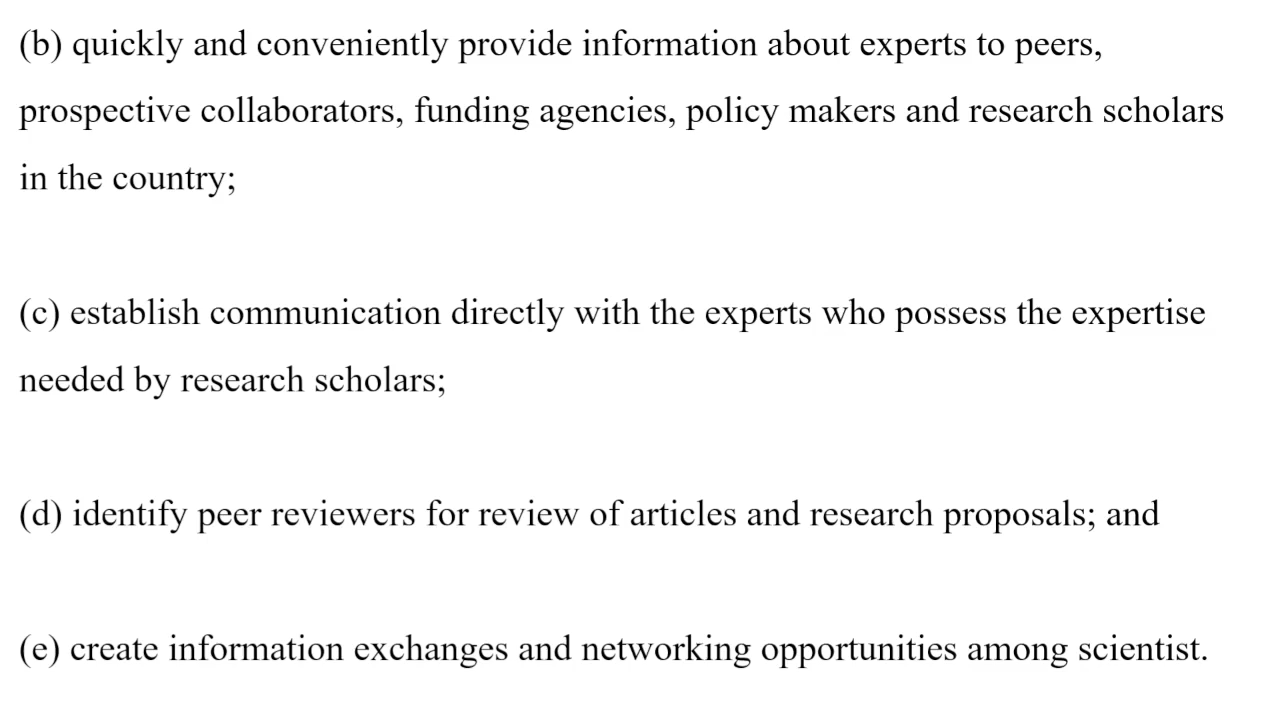 (b) quickly and conveniently provide information about experts to peers,
prospective collaborators, funding agencies, policy makers and research scholars
in the country;
(c) establish communication directly with the experts who possess the expertise
needed by research scholars;
(d) identify peer reviewers for review of articles and research proposals; and
(e) create information exchanges and networking opportunities among scientist.